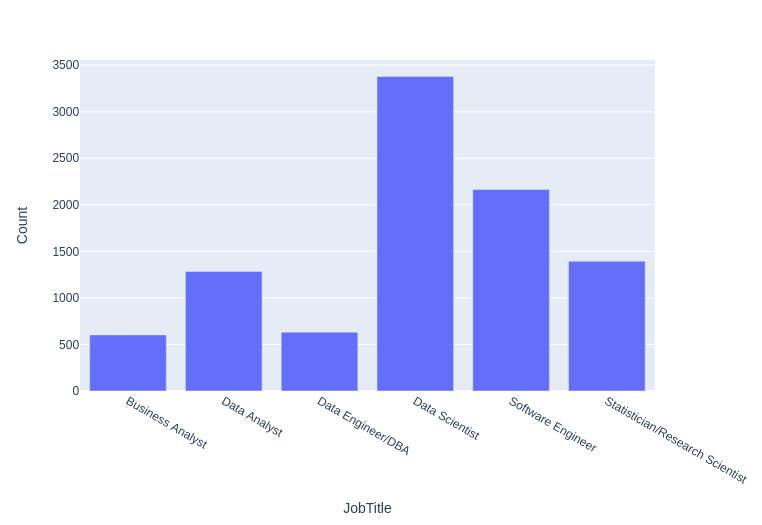 3500
3000
2500
2000
1500
1000
500
0
Count
Business Analyst
Data Analyst
Data Engineer/DBA
Data Scientist
Software Engineer
Statistician/Research Scientist
JobTitle